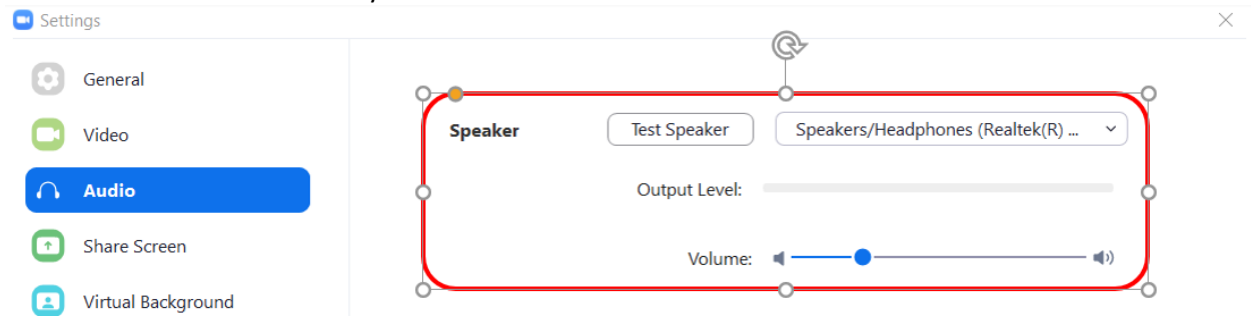 Settings
General
Video
Audio
Share Screen
Virtual Background
Speaker
Test Speaker
Speakers/Headphones (Realtek(R) ...
Output Level:
Volume: